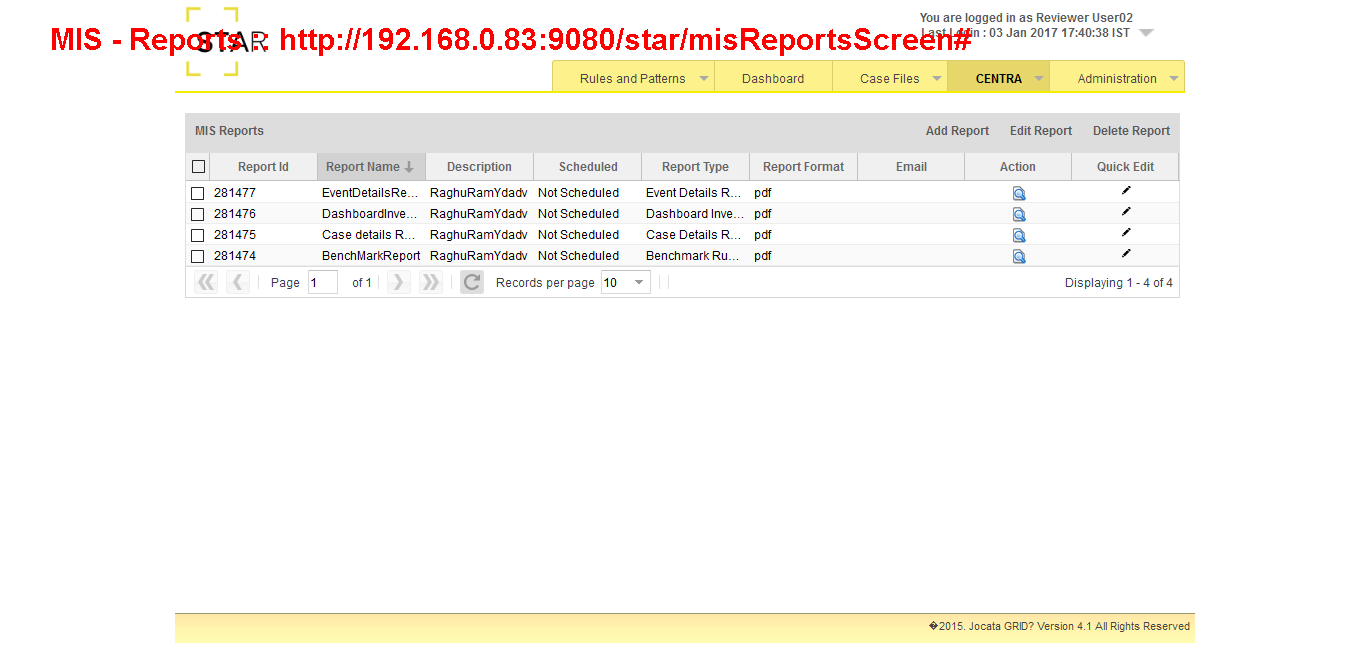 You are logged in as Reviewer User02
MIS - Reports :: http://192.168.0.83:9080/star/misReportsScreen#
STAR
Last Login : 03 Jan 2017 17:40:38 IST
Rules and Patterns Dashboard Case Files CENTRA Administration
MIS Reports Add Report Edit Report Delete Report
Report Id Report Name Description Scheduled Report Type Report Format Email Action Quick Edit
281477 EventDetailsRe... RaghuRamYdadv Not Scheduled Event Details R... pdf
281476 DashboardInve... RaghuRamYdadv Not Scheduled Dashboard Inve... pdf
281475 Case details R... RaghuRamYdadv Not Scheduled Case Details R... pdf
281474 BenchMarkReport RaghuRamYdadv Not Scheduled Benchmark Ru... pdf
Page 1 of 1 Records per page 10 Displaying 1 - 4 of 4
�2015. Jocata GRID? Version 4.1 All Rights Reserved